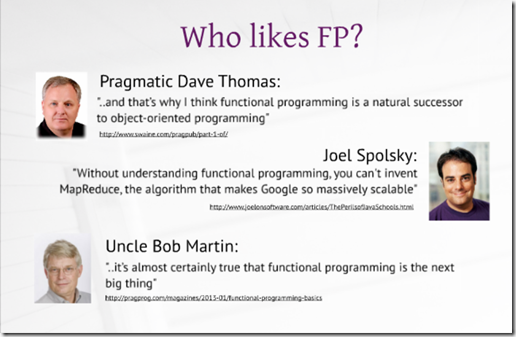 Who likes FP?
Pragmatic Dave Thomas:
"..and that's why I think functional programming is a natural successor
to object-oriented programming"
http://www.swaine.com/pragpub/part-1-of/
Joel Spolsky:
"Without understanding functional programming, you can't invent
MapReduce, the algorithm that makes Google so massively scalable"
http://www.joelonsoftware.com/articles/ThePerilsofJavaSchools.html
Uncle Bob Martin:
"..it's almost certainly true that functional programming is the next
big thing"
http://pragprog.com/magazines/2013-01/functional-programming-basics